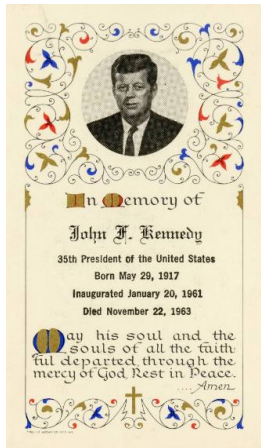 In Memory of
John F. Kennedy
35th President of the United States
Born May 29, 1917
Inaugurated January 20, 1961
Died November 22, 1963
May his soul and the
souls of all the faith
ful departed through the
mercy of God Rest in Peace.
....Amen